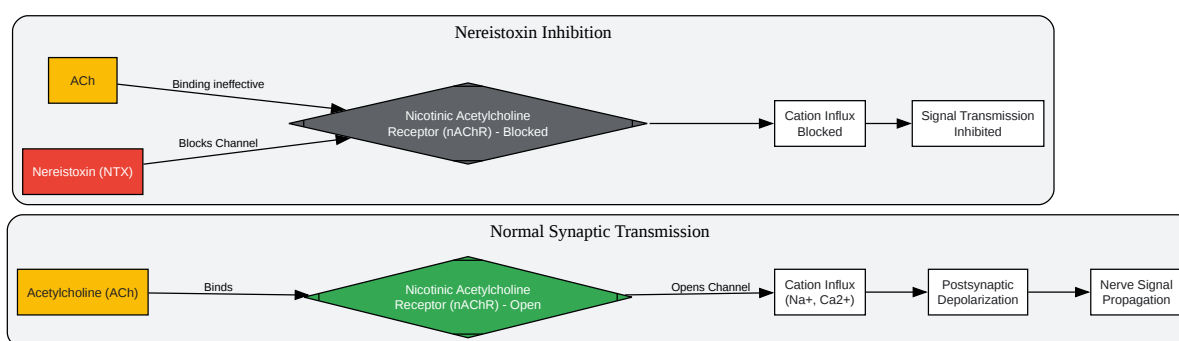 Nereistoxin Inhibition
ACh
Binding ineffective
Nereistoxin (NTX)
Blocks Channel
Nicotinic Acetylcholine
Receptor (nAChR) - Blocked
Cation Influx
Blocked
Signal Transmission
Inhibited
Normal Synaptic Transmission
Acetylcholine (ACh)
Binds
Nicotinic Acetylcholine
Receptor (nAChR) - Open
Opens Channel
Cation Influx
(Na+, Ca2+)
Postsynaptic
Depolarization
Nerve Signal
Propagation